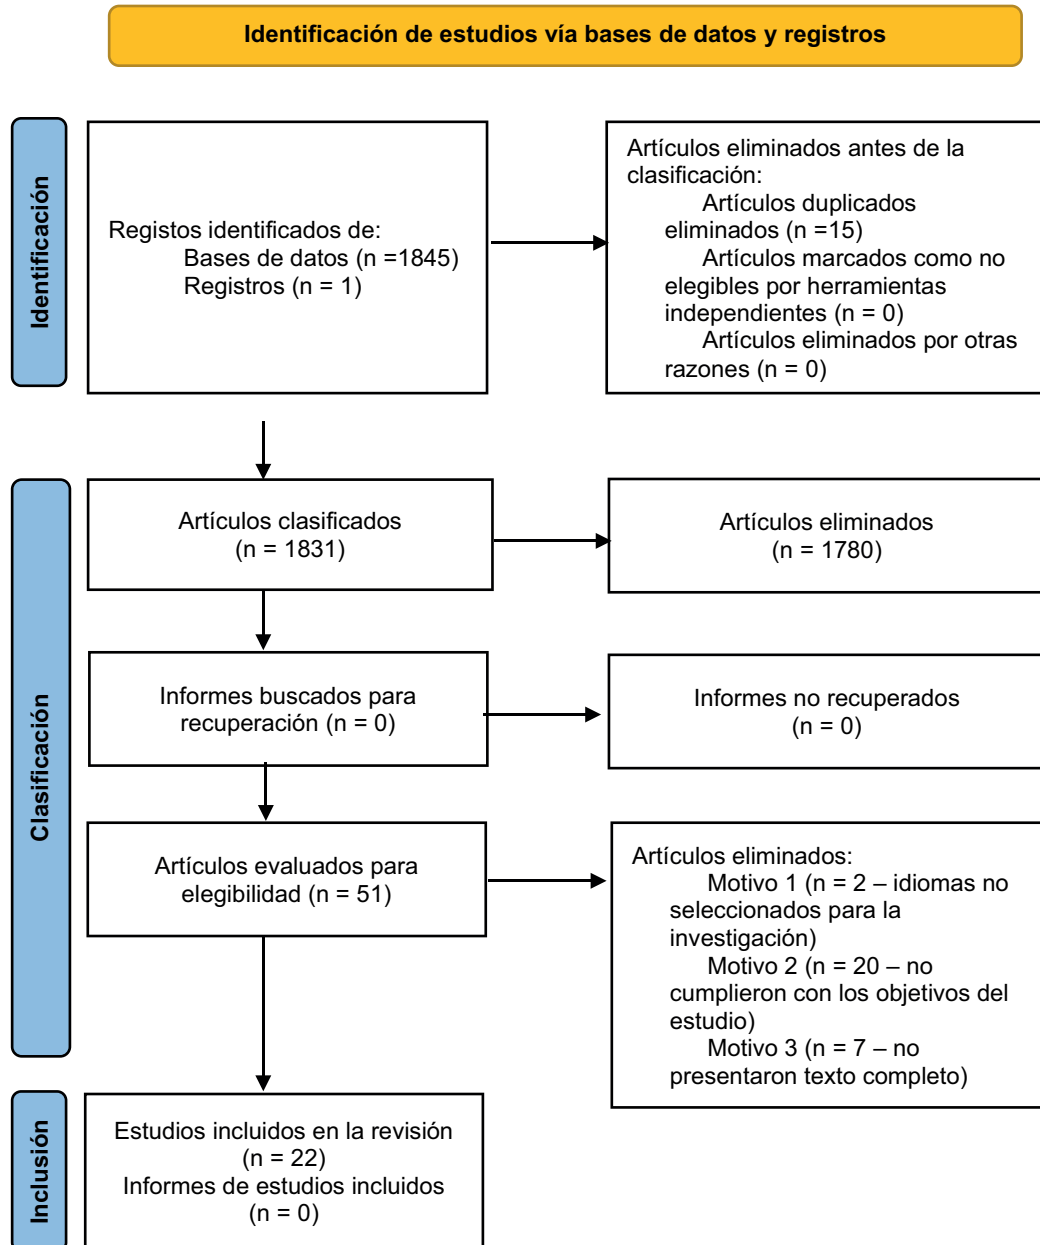 Identificación de estudios vía bases de datos y registros
Identificación
Registos identificados de:
Bases de datos (n =1845)
Registros (n = 1)
Artículos eliminados antes de la
clasificación:
Artículos duplicados
eliminados (n =15)
Artículos marcados como no
elegibles por herramientas
independientes (n = 0)
Artículos eliminados por otras
razones (n = 0)
Clasificación
Artículos clasificados
(n = 1831)
Artículos eliminados
(n = 1780)
Informes buscados para
recuperación (n = 0)
Informes no recuperados
(n = 0)
Artículos evaluados para
elegibilidad (n = 51)
Artículos eliminados:
Motivo 1 (n = 2 – idiomas no
seleccionados para la
investigación)
Motivo 2 (n = 20 – no
cumplieron con los objetivos del
estudio)
Motivo 3 (n = 7 – no
presentaron texto completo)
Inclusión
Estudios incluidos en la revisión
(n = 22)
Informes de estudios incluidos
(n = 0)